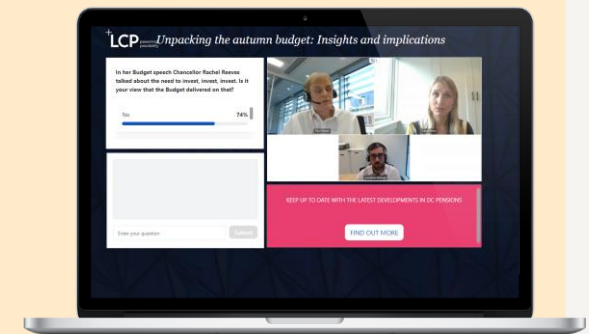 LCP Unpacking the autumn budget: Insights and implications
In her Budget speech Chancellor Rachel Reeves
talked about the need to invest, invest, invest. Is it
your view that the Budget delivered on that?
No 74%
Enter your question
Submit
KEEP UP TO DATE WITH THE LATEST DEVELOPMENTS IN DC PENSIONS
FIND OUT MORE